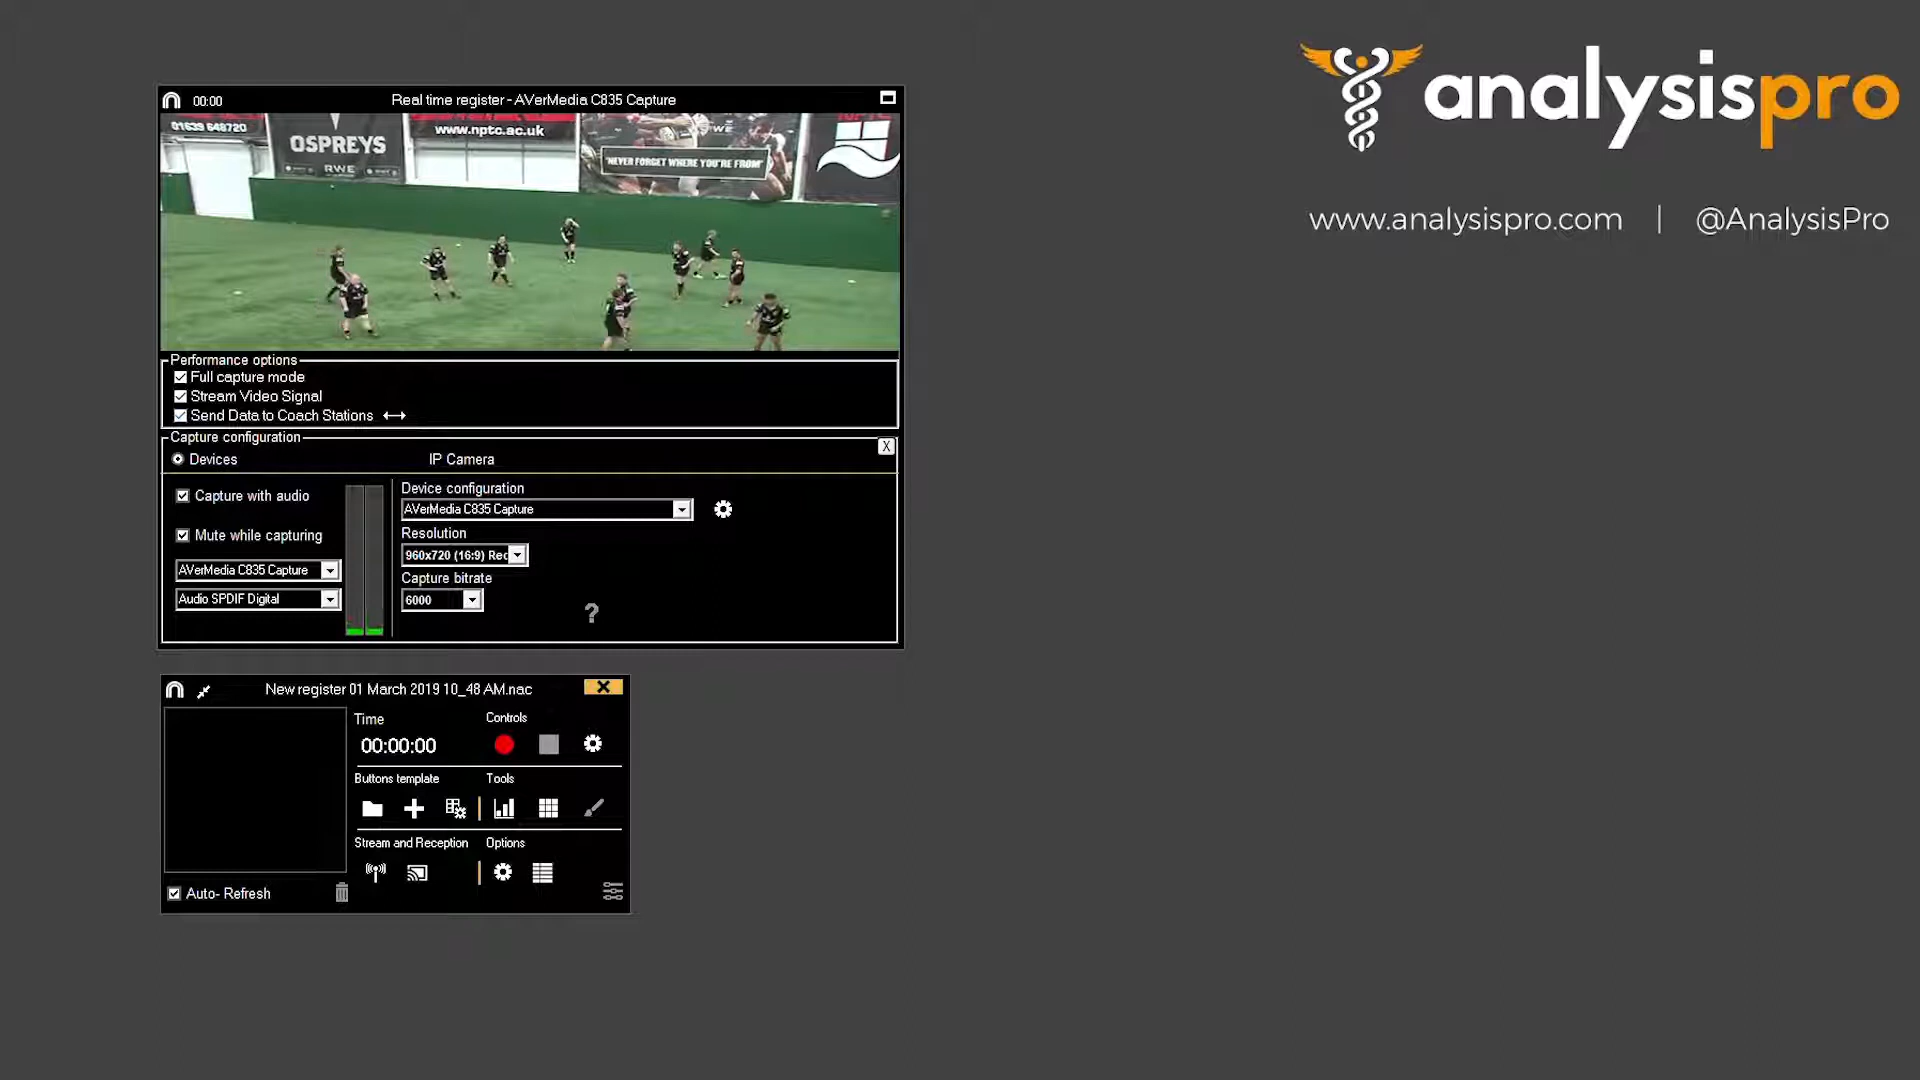 analysispro
www.analysispro.com | @AnalysisPro
00:00 Real time register - AVerMedia C835 Capture
01639 648720
OSPREYS
RWE
www.nptc.ac.uk
"NEVER FORGET WHERE YOU'RE FROM"
Performance options
Full capture mode
Stream Video Signal
Send Data to Coach Stations
Capture configuration
X
Devices IP Camera
Capture with audio
Mute while capturing
AVerMedia C835 Capture
Audio SPDIF Digital
Device configuration
AVerMedia C835 Capture
Resolution
960x720 (16:9) Rec
Capture bitrate
6000
?
New register 01 March 2019 10_48 AM.nac
Time Controls
00:00:00
Buttons template Tools
Stream and Reception Options
Auto- Refresh